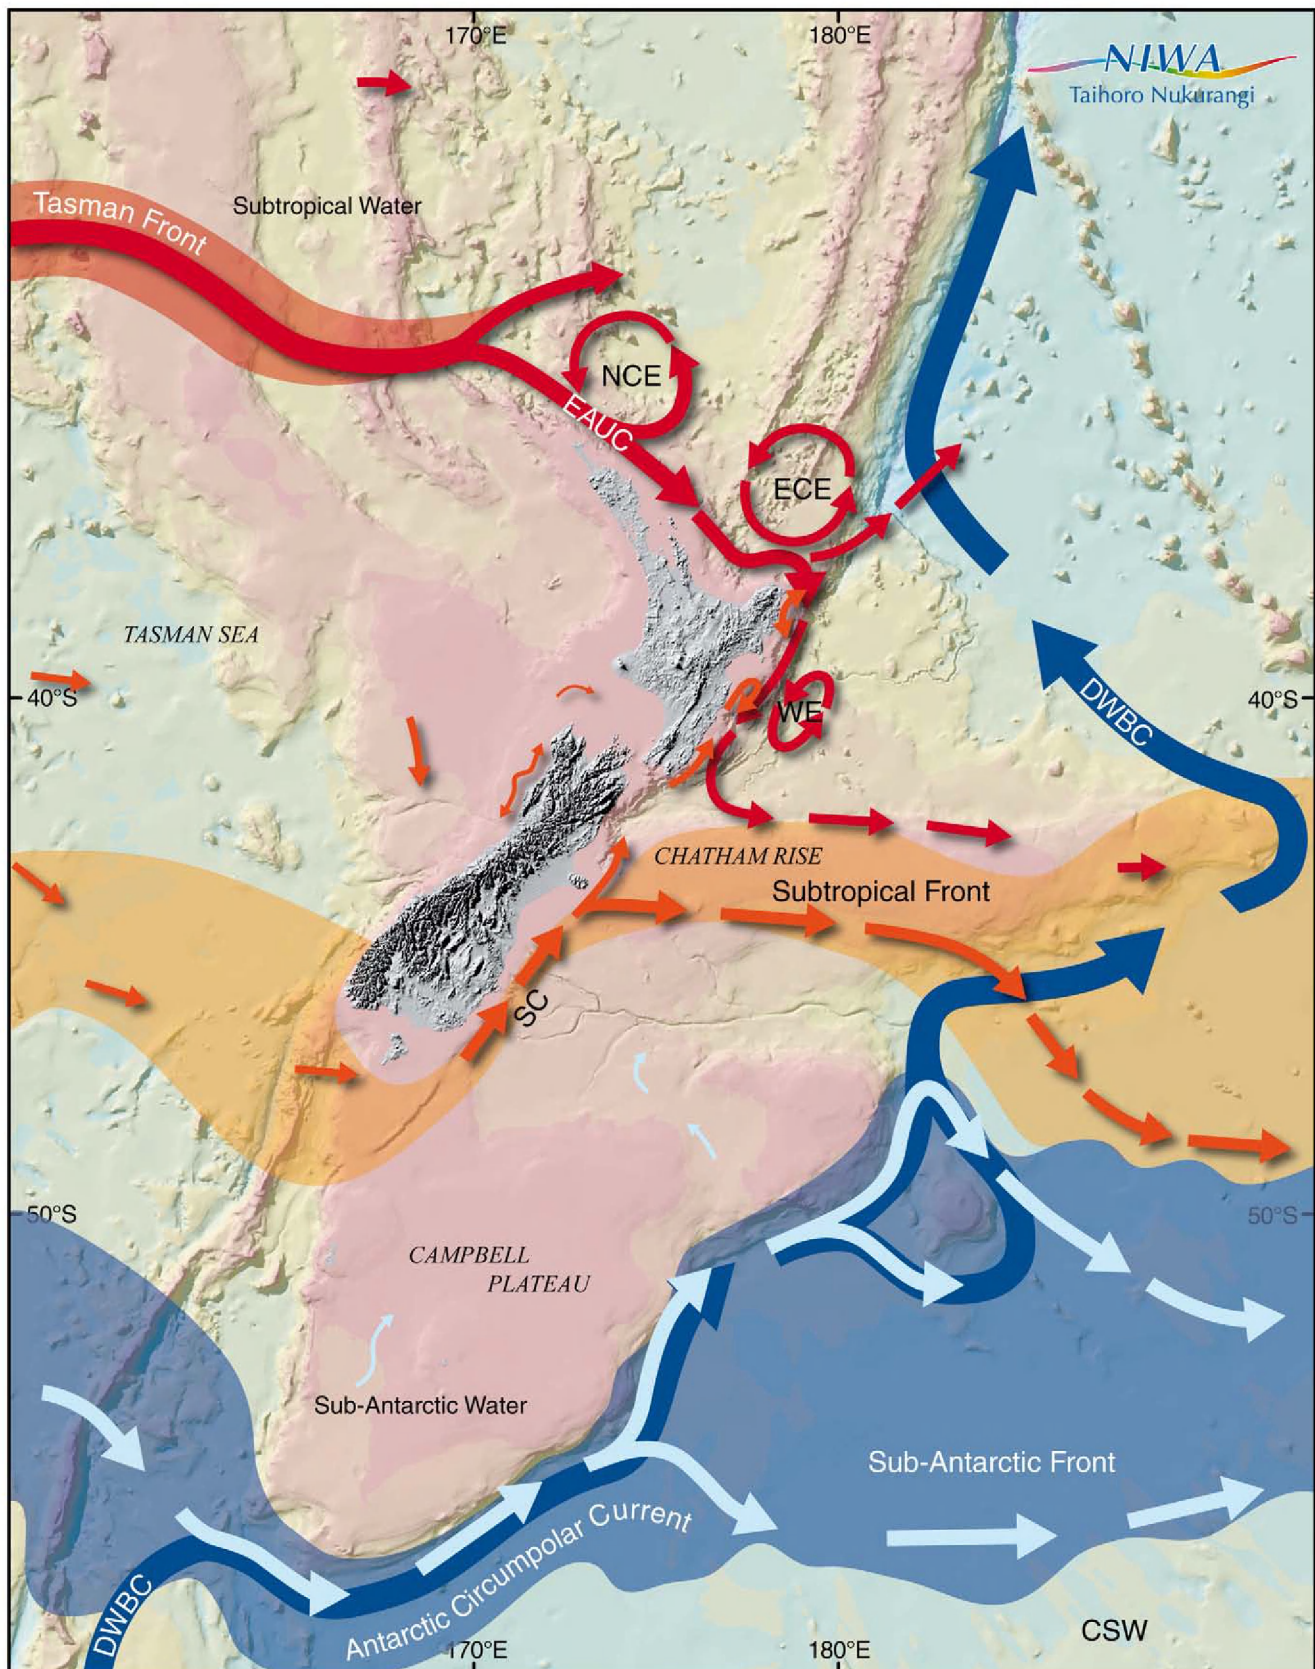 170°E
180°E
NIWA
Taihoro Nukurangi
Tasman Front
Subtropical Water
NCE
EAUC
ECE
TASMAN SEA
40°S
40°S
WE
DWBC
CHATHAM RISE
Subtropical Front
SC
50°S
50°S
CAMPBELL
PLATEAU
Sub-Antarctic Water
Sub-Antarctic Front
Antarctic Circumpolar Current
DWBC
CSW
170°E
180°E